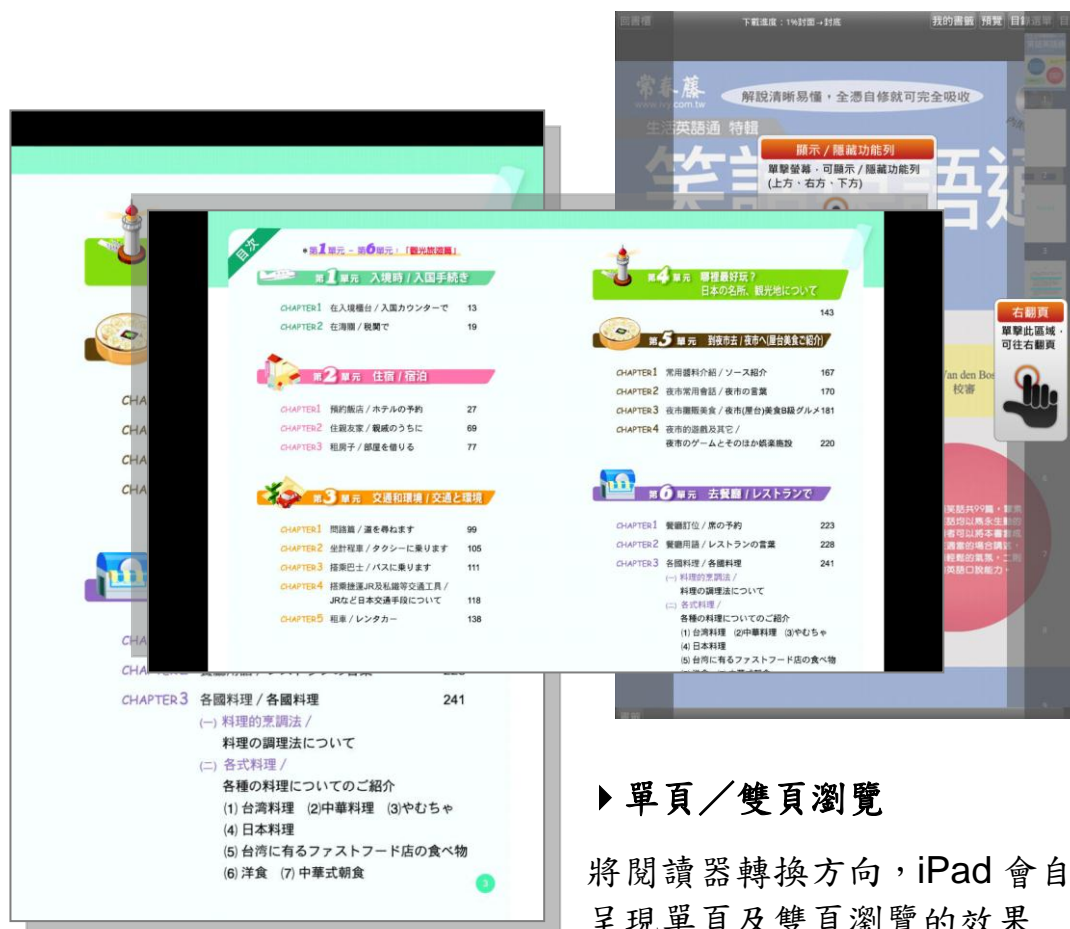 回書櫃 下載進度：1%封面→封底 我的書籤 預覽 目錄選單
常春藤
www.ivy.com.tw
解說清晰易懂，全憑自修就可完全吸收
生活英語通 特輯
顯示 / 隱藏功能列
單擊螢幕，可顯示 / 隱藏功能列
(上方、右方、下方)
右翻頁
單擊此區域，
可往右翻頁
Van den Bos
校審
目次
●第1單元 - 第6單元：「觀光旅遊篇」
第1單元 入境時 / 入国手続き
CHAPTER1 在入境櫃台 / 入国カウンターで 13
CHAPTER2 在海關 / 税関で 19
第2單元 住宿 / 宿泊
CHAPTER1 預約飯店 / ホテルの予約 27
CHAPTER2 住親友家 / 親戚のうちに 69
CHAPTER3 租房子 / 部屋を借りる 77
第3單元 交通和環境 / 交通と環境
CHAPTER1 問路篇 / 道を尋ねます 99
CHAPTER2 坐計程車 / タクシーに乗ります 105
CHAPTER3 搭乘巴士 / バスに乗ります 111
CHAPTER4 搭乘捷運JR及私鐵等交通工具 /
JRなど日本交通手段について 118
CHAPTER5 租車 / レンタカー 138
第4單元 哪裡最好玩？
日本の名所、観光地について
143
第5單元 到夜市去 / 夜市へ(屋台美食ご紹介)
CHAPTER1 常用醬料介紹 / ソース紹介 167
CHAPTER2 夜市常用會話 / 夜市の言葉 170
CHAPTER3 夜市攤販美食 / 夜市(屋台)美食B級グルメ181
CHAPTER4 夜市的遊戲及其它 /
夜市のゲームとそのほか娯楽施設 220
第6單元 去餐廳 / レストランで
CHAPTER1 餐廳訂位 / 席の予約 223
CHAPTER2 餐廳用語 / レストランの言葉 228
CHAPTER3 各國料理 / 各國料理 241
(一) 料理的烹調法 /
料理の調理法について
(二) 各式料理 /
各種の料理についてのご紹介
(1) 台湾料理 (2)中華料理 (3)やむちゃ
(4) 日本料理
(5) 台湾に有るファストフード店の食べ物
CHAPTER3 各國料理 / 各國料理 241
(一) 料理的烹調法 /
料理の調理法について
(二) 各式料理 /
各種の料理についてのご紹介
(1) 台湾料理 (2)中華料理 (3)やむちゃ
(4) 日本料理
(5) 台湾に有るファストフード店の食べ物
(6) 洋食 (7) 中華式朝食
3
單頁／雙頁瀏覽
將閱讀器轉換方向，iPad 會自
呈現單頁及雙頁瀏覽的效果